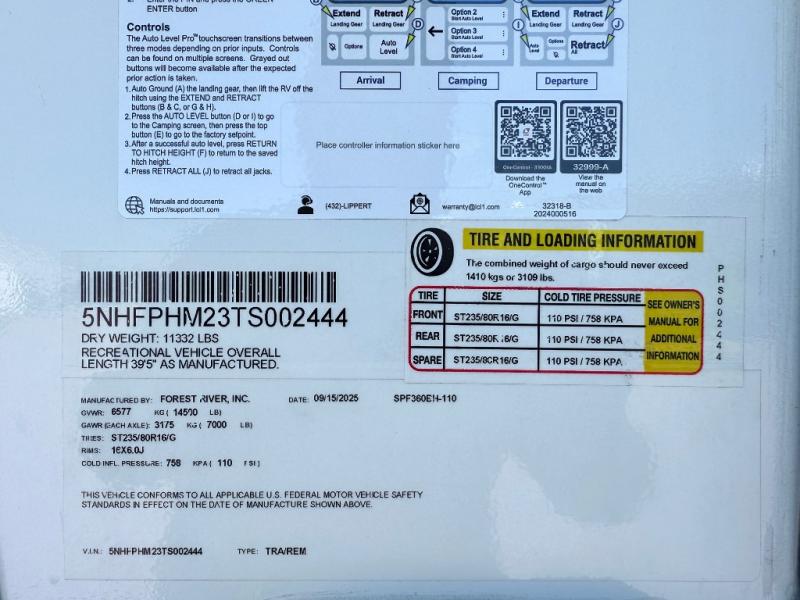 ENTER button
Controls
The Auto Level Pro™ touchscreen transitions between
three modes depending on prior inputs. Controls
can be found on multiple screens. Grayed out
buttons will become available after the expected
prior action is taken.
1. Auto Ground (A) the landing gear, then lift the RV off the
hitch using the EXTEND and RETRACT
buttons (B & C, or G & H).
2. Press the AUTO LEVEL button (D or I) to go
to the Camping screen, then press the top
button (E) to go to the factory setpoint.
3. After a successful auto level, press RETURN
TO HITCH HEIGHT (F) to return to the saved
hitch height.
4. Press RETRACT ALL (J) to retract all jacks.
Extend
Landing Gear
Retract
Landing Gear
Options
Auto
Level
D
Arrival
Option 2
Start Auto Level
Option 3
Start Auto Level
Option 4
Start Auto Level
Camping
I
Extend
Landing Gear
Retract
Landing Gear
J
Auto
Level
Options
Retract
All
Departure
Place controller information sticker here
Download the
OneControl™
App
32999-A
View the
manual on
the web
Manuals and documents
https://support.lci1.com
(432)-LIPPERT
warranty@lci1.com
32318-B
2024000516
TIRE AND LOADING INFORMATION
The combined weight of cargo should never exceed
1410 kgs or 3109 lbs.
TIRE SIZE COLD TIRE PRESSURE
FRONT ST235/80R16/G 110 PSI / 758 KPA
REAR ST235/80R16/G 110 PSI / 758 KPA
SPARE ST235/80R16/G 110 PSI / 758 KPA
SEE OWNER'S
MANUAL FOR
ADDITIONAL
INFORMATION
PHS002444
5NHFPHM23TS002444
DRY WEIGHT: 11332 LBS
RECREATIONAL VEHICLE OVERALL
LENGTH 39'5" AS MANUFACTURED.
MANUFACTURED BY: FOREST RIVER, INC. DATE: 09/15/2025 SPF360EH-110
GVWR: 6577 KG ( 14500 LB)
GAWR (EACH AXLE): 3175 KG ( 7000 LB)
TIRES: ST235/80R16/G
RIMS: 16X6.0J
COLD INFL. PRESSURE: 758 KPA ( 110 PSI )
THIS VEHICLE CONFORMS TO ALL APPLICABLE U.S. FEDERAL MOTOR VEHICLE SAFETY
STANDARDS IN EFFECT ON THE DATE OF MANUFACTURE SHOWN ABOVE.
V.I.N.: 5NHFPHM23TS002444 TYPE: TRA/REM